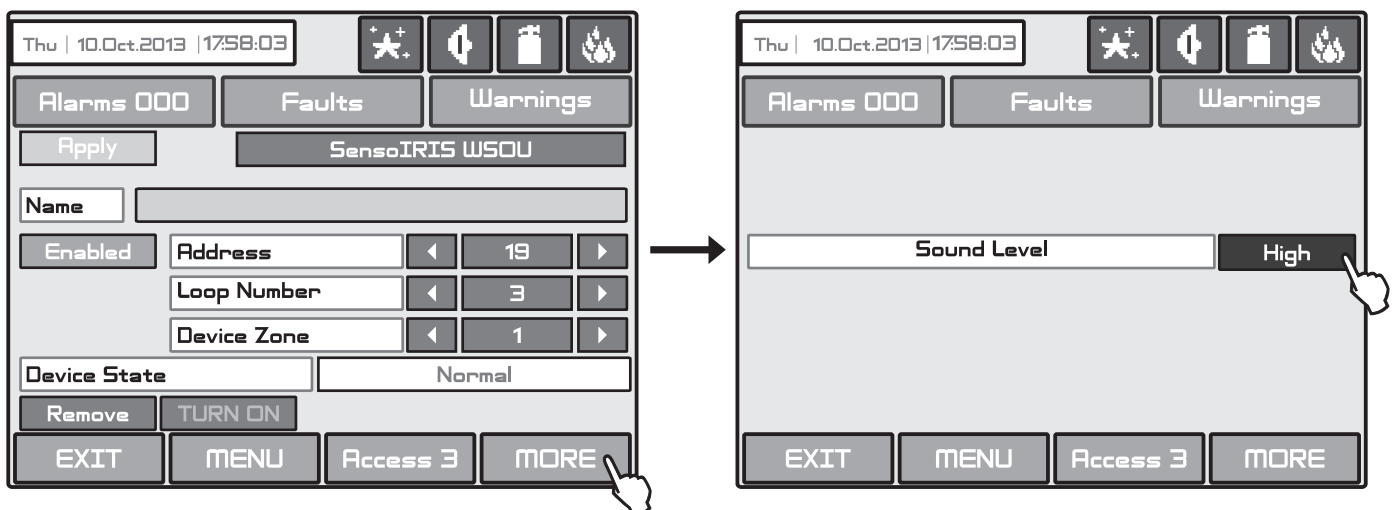 Thu | 10.Oct.2013 | 17:58:03
Alarms 000 Faults Warnings
Apply SensoIRIS WSOU
Name
Enabled Address 19
Loop Number 3
Device Zone 1
Device State Normal
Remove TURN ON
EXIT MENU Access 3 MORE
Thu | 10.Oct.2013 | 17:58:03
Alarms 000 Faults Warnings
Sound Level High
EXIT MENU Access 3 MORE